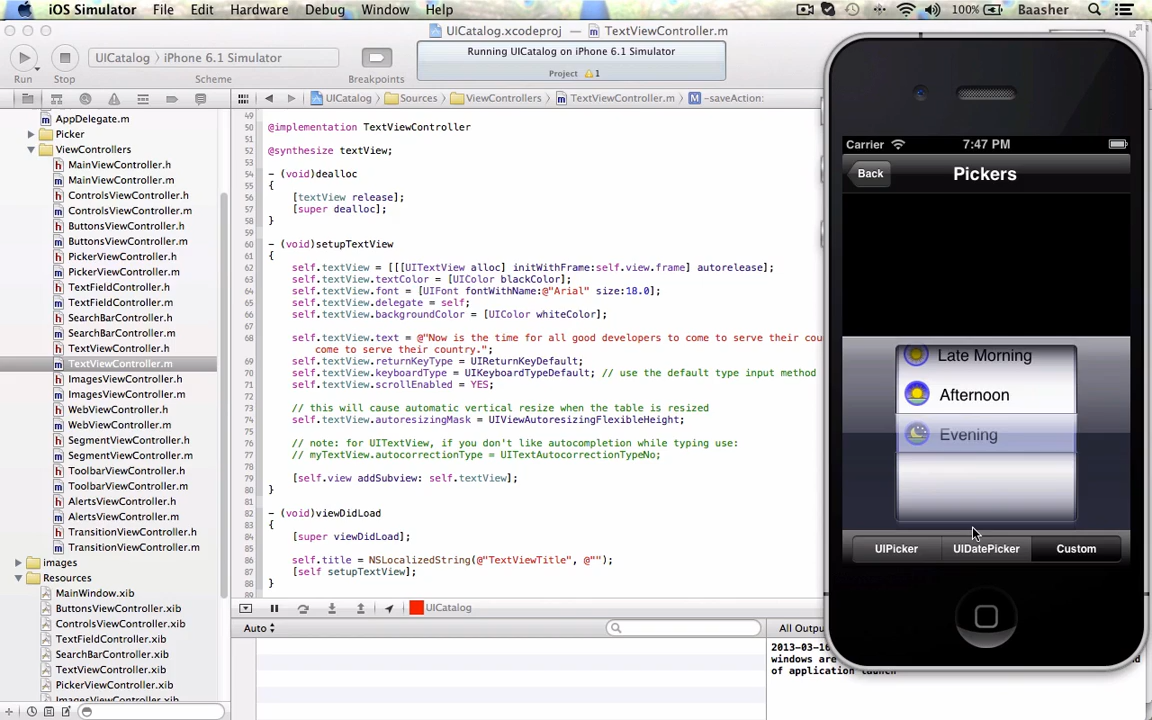 iOS Simulator File Edit Hardware Debug Window Help 100% Baasher
UICatalog.xcodeproj — TextViewController.m
UICatalog iPhone 6.1 Simulator
Running UICatalog on iPhone 6.1 Simulator
Project 1
Run Stop Scheme Breakpoints
UICatalog Sources ViewControllers TextViewController.m M -saveAction:
AppDelegate.m
Picker
ViewControllers
MainViewController.h
MainViewController.m
ControlsViewController.h
ControlsViewController.m
ButtonsViewController.h
ButtonsViewController.m
PickerViewController.h
PickerViewController.m
TextFieldController.h
TextFieldController.m
SearchBarController.h
SearchBarController.m
TextViewController.h
TextViewController.m
ImagesViewController.h
ImagesViewController.m
WebViewController.h
WebViewController.m
SegmentViewController.h
SegmentViewController.m
ToolbarViewController.h
ToolbarViewController.m
AlertsViewController.h
AlertsViewController.m
TransitionViewController.h
TransitionViewController.m
images
Resources
MainWindow.xib
ButtonsViewController.xib
ControlsViewController.xib
TextFieldController.xib
SearchBarController.xib
TextViewController.xib
PickerViewController.xib
ImagesViewController.xib
49
50 @implementation TextViewController
51
52 @synthesize textView;
53
54 - (void)dealloc
55 {
56 [textView release];
57 [super dealloc];
58 }
59
60 - (void)setupTextView
61 {
62 self.textView = [[[UITextView alloc] initWithFrame:self.view.frame] autorelease];
63 self.textView.textColor = [UIColor blackColor];
64 self.textView.font = [UIFont fontWithName:@"Arial" size:18.0];
65 self.textView.delegate = self;
66 self.textView.backgroundColor = [UIColor whiteColor];
67
68 self.textView.text = @"Now is the time for all good developers to come to serve their cou
come to serve their country.";
69 self.textView.returnKeyType = UIReturnKeyDefault;
70 self.textView.keyboardType = UIKeyboardTypeDefault; // use the default type input method
71 self.textView.scrollEnabled = YES;
72
73 // this will cause automatic vertical resize when the table is resized
74 self.textView.autoresizingMask = UIViewAutoresizingFlexibleHeight;
75
76 // note: for UITextView, if you don't like autocompletion while typing use:
77 // myTextView.autocorrectionType = UITextAutocorrectionTypeNo;
78
79 [self.view addSubview: self.textView];
80 }
81
82 - (void)viewDidLoad
83 {
84 [super viewDidLoad];
85
86 self.title = NSLocalizedString(@"TextViewTitle", @"");
87 [self setupTextView];
88 }
UICatalog
Auto
All Outpu
2013-03-16
windows are
of application launch
Carrier 7:47 PM
Back Pickers
Late Morning
Afternoon
Evening
UIPicker UIDatePicker Custom